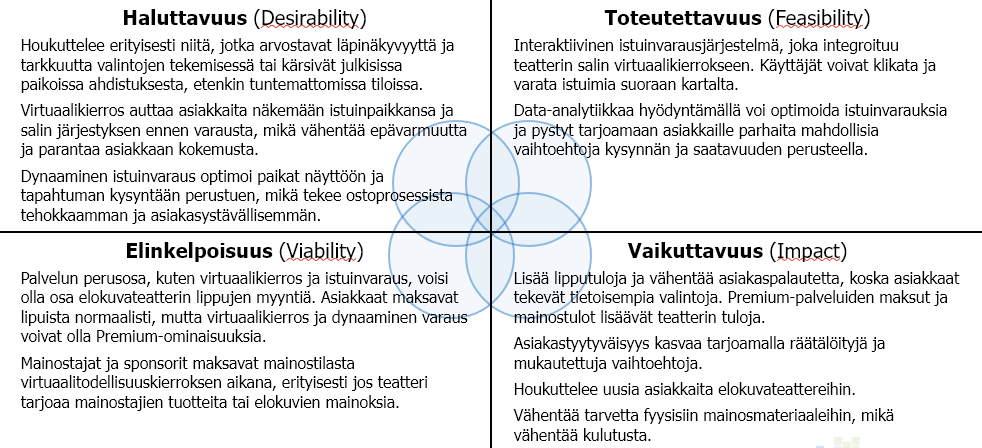 Haluttavuus (Desirability)
Houkuttelee erityisesti niitä, jotka arvostavat läpinäkyvyyttä ja
tarkkuutta valintojen tekemisessä tai kärsivät julkisissa
paikoissa ahdistuksesta, etenkin tuntemattomissa tiloissa.
Virtuaalikierros auttaa asiakkaita näkemään istuinpaikkansa ja
salin järjestyksen ennen varausta, mikä vähentää epävarmuutta
ja parantaa asiakkaan kokemusta.
Dynaaminen istuinvaraus optimoi paikat näyttöön ja
tapahtuman kysyntään perustuen, mikä tekee ostoprosessista
tehokkaamman ja asiakasystävällisemmän.
Toteutettavuus (Feasibility)
Interaktiivinen istuinvarausjärjestelmä, joka integroituu
teatterin salin virtuaalikierrokseen. Käyttäjät voivat klikata ja
varata istuimia suoraan kartalta.
Data-analytiikkaa hyödyntämällä voi optimoida istuinvarauksia
ja pystyt tarjoamaan asiakkaille parhaita mahdollisia
vaihtoehtoja kysynnän ja saatavuuden perusteella.
Elinkelpoisuus (Viability)
Palvelun perusosa, kuten virtuaalikierros ja istuinvaraus, voisi
olla osa elokuvateatterin lippujen myyntiä. Asiakkaat maksavat
lipuista normaalisti, mutta virtuaalikierros ja dynaaminen varaus
voivat olla Premium-ominaisuuksia.
Mainostajat ja sponsorit maksavat mainostilasta
virtuaalitodellisuuskierroksen aikana, erityisesti jos teatteri
tarjoaa mainostajien tuotteita tai elokuvien mainoksia.
Vaikuttavuus (Impact)
Lisää lipputuloja ja vähentää asiakaspalautetta, koska asiakkaat
tekevät tietoisempia valintoja. Premium-palveluiden maksut ja
mainostulot lisäävät teatterin tuloja.
Asiakastyytyväisyys kasvaa tarjoamalla räätälöityjä ja
mukautettuja vaihtoehtoja.
Houkuttelee uusia asiakkaita elokuvateattereihin.
Vähentää tarvetta fyysisiin mainosmateriaaleihin, mikä
vähentää kulutusta.